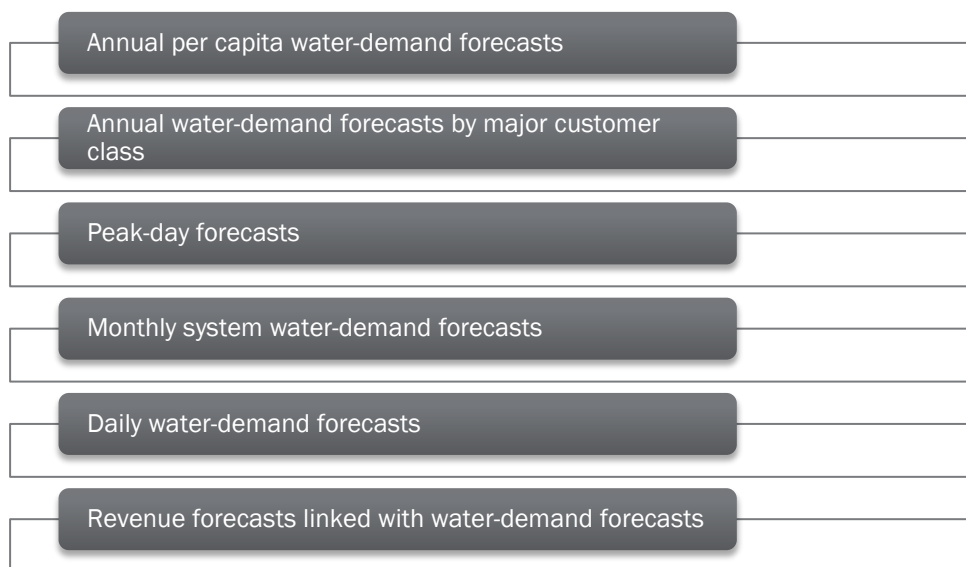 Annual per capita water-demand forecasts
Annual water-demand forecasts by major customer
class
Peak-day forecasts
Monthly system water-demand forecasts
Daily water-demand forecasts
Revenue forecasts linked with water-demand forecasts